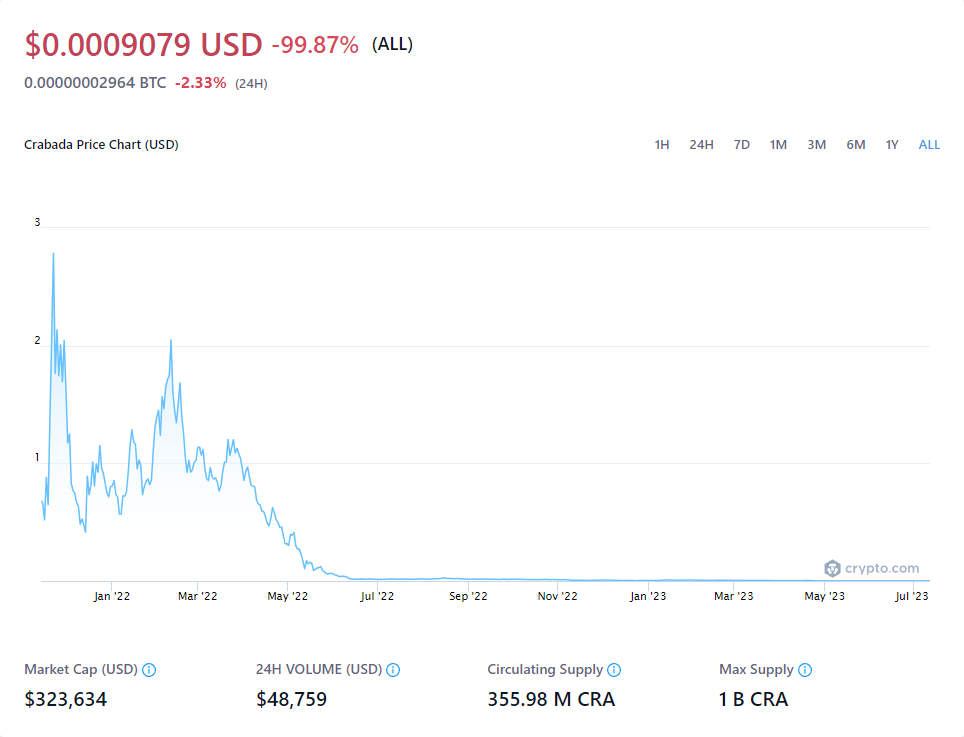 $0.0009079 USD -99.87% (ALL)
0.00000002964 BTC -2.33% (24H)
Crabada Price Chart (USD) 1H 24H 7D 1M 3M 6M 1Y ALL
3
2
1
crypto.com
Jan '22 Mar '22 May '22 Jul '22 Sep '22 Nov '22 Jan '23 Mar '23 May '23 Jul '23
Market Cap (USD) 24H VOLUME (USD) Circulating Supply Max Supply
$323,634 $48,759 355.98 M CRA 1 B CRA